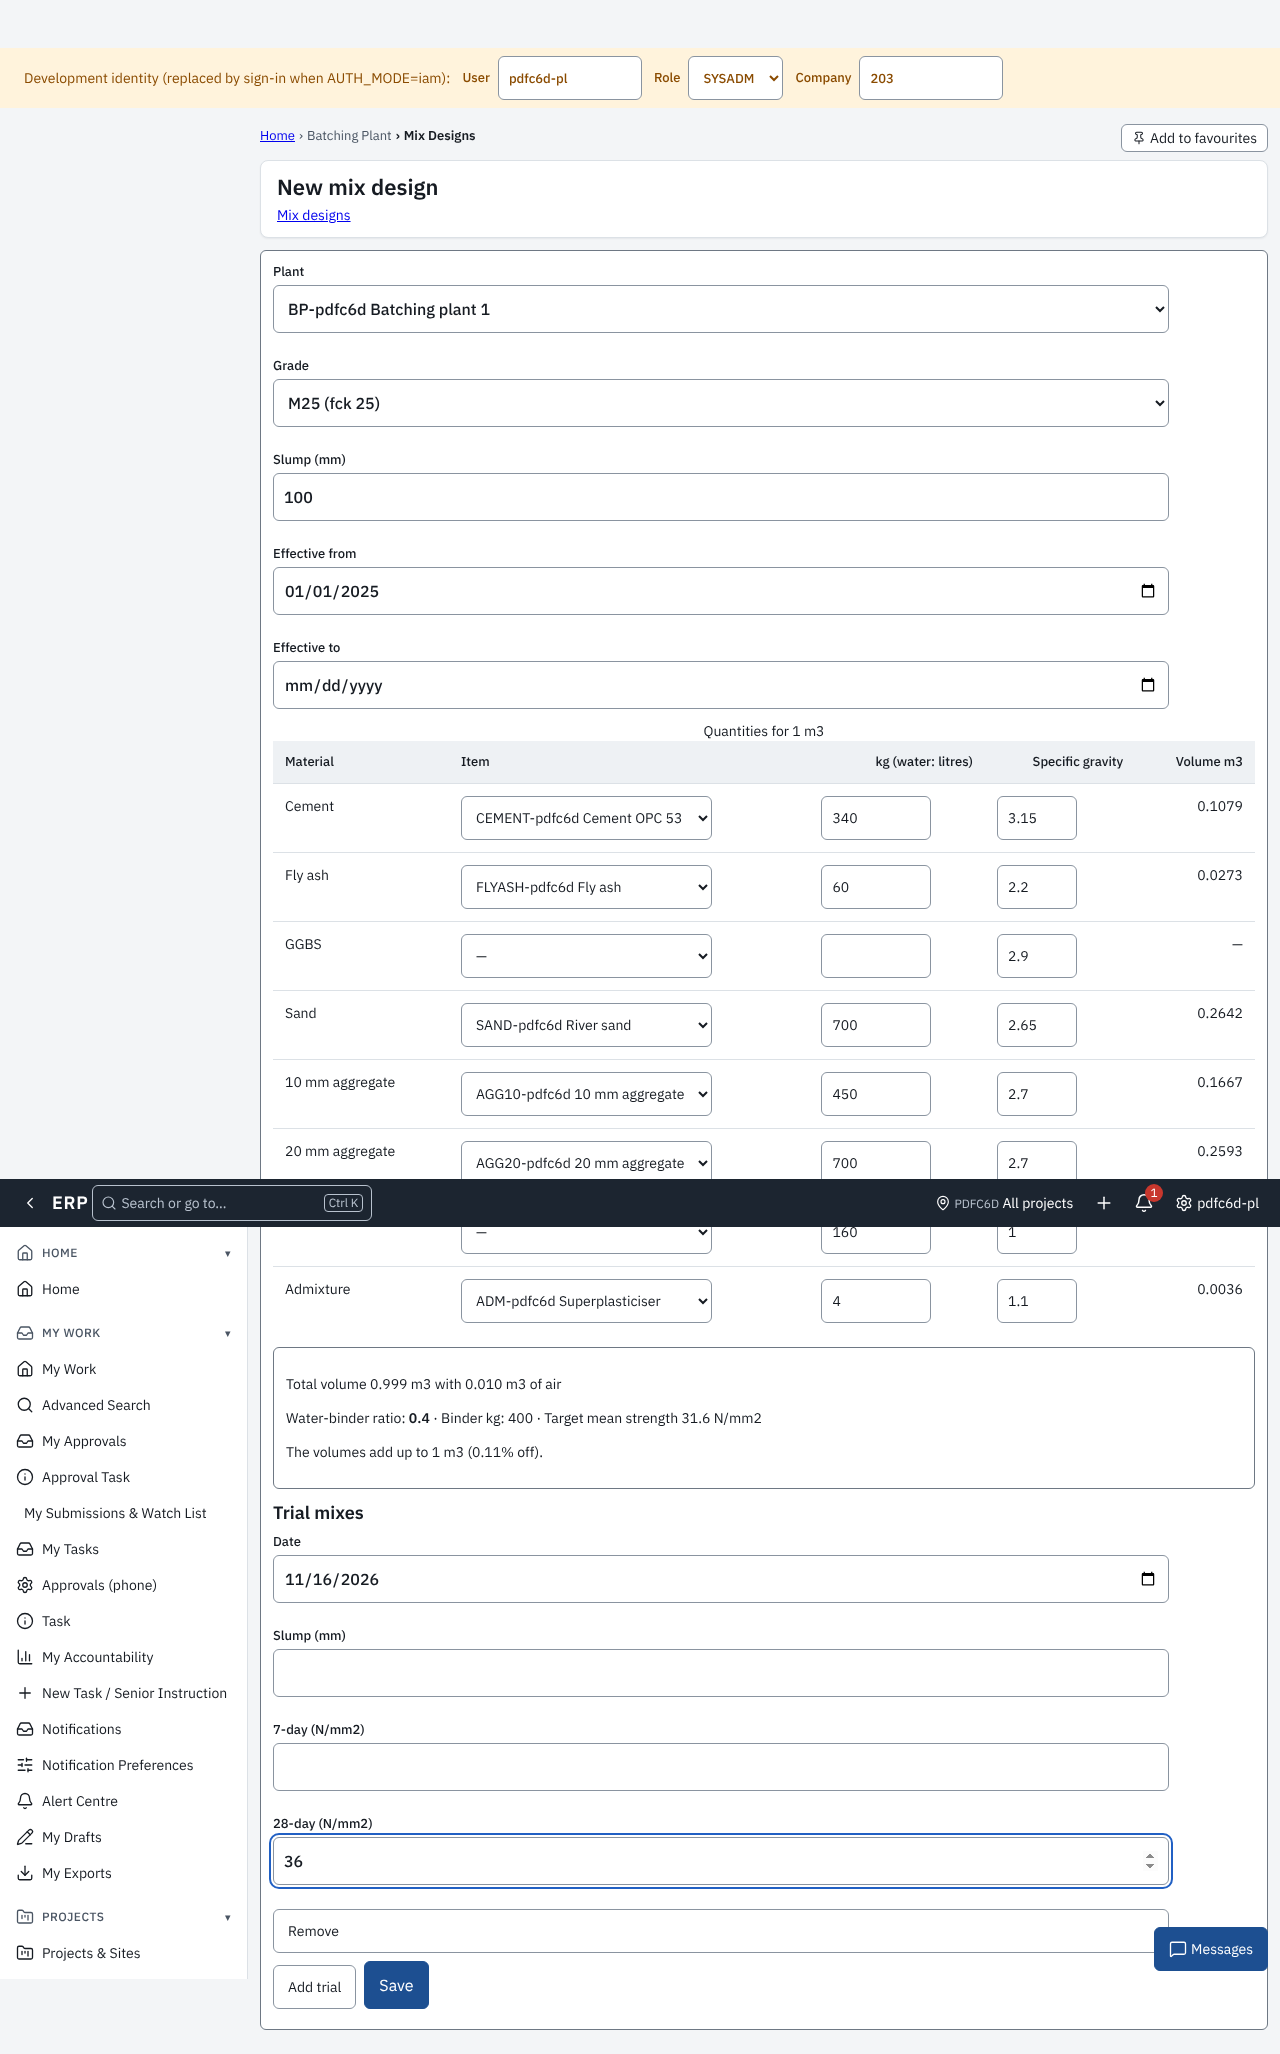 Development identity (replaced by sign-in when AUTH_MODE=iam): User pdfc6d-pl Role SYSADM Company 203
Home › Batching Plant › Mix Designs
Add to favourites
New mix design
Mix designs
Plant
BP-pdfc6d Batching plant 1
Grade
M25 (fck 25)
Slump (mm)
100
Effective from
01/01/2025
Effective to
mm/dd/yyyy
Quantities for 1 m3
Material Item kg (water: litres) Specific gravity Volume m3
Cement CEMENT-pdfc6d Cement OPC 53 340 3.15 0.1079
Fly ash FLYASH-pdfc6d Fly ash 60 2.2 0.0273
GGBS — 2.9 —
Sand SAND-pdfc6d River sand 700 2.65 0.2642
10 mm aggregate AGG10-pdfc6d 10 mm aggregate 450 2.7 0.1667
20 mm aggregate AGG20-pdfc6d 20 mm aggregate 700 2.7 0.2593
ERP Search or go to... Ctrl K PDFC6D All projects 1 pdfc6d-pl
— 160 1
Admixture ADM-pdfc6d Superplasticiser 4 1.1 0.0036
Total volume 0.999 m3 with 0.010 m3 of air
Water-binder ratio: 0.4 · Binder kg: 400 · Target mean strength 31.6 N/mm2
The volumes add up to 1 m3 (0.11% off).
Trial mixes
Date
11/16/2026
Slump (mm)
7-day (N/mm2)
28-day (N/mm2)
36
Remove
Add trial
Save
HOME
Home
MY WORK
My Work
Advanced Search
My Approvals
Approval Task
My Submissions & Watch List
My Tasks
Approvals (phone)
Task
My Accountability
New Task / Senior Instruction
Notifications
Notification Preferences
Alert Centre
My Drafts
My Exports
PROJECTS
Projects & Sites
Messages